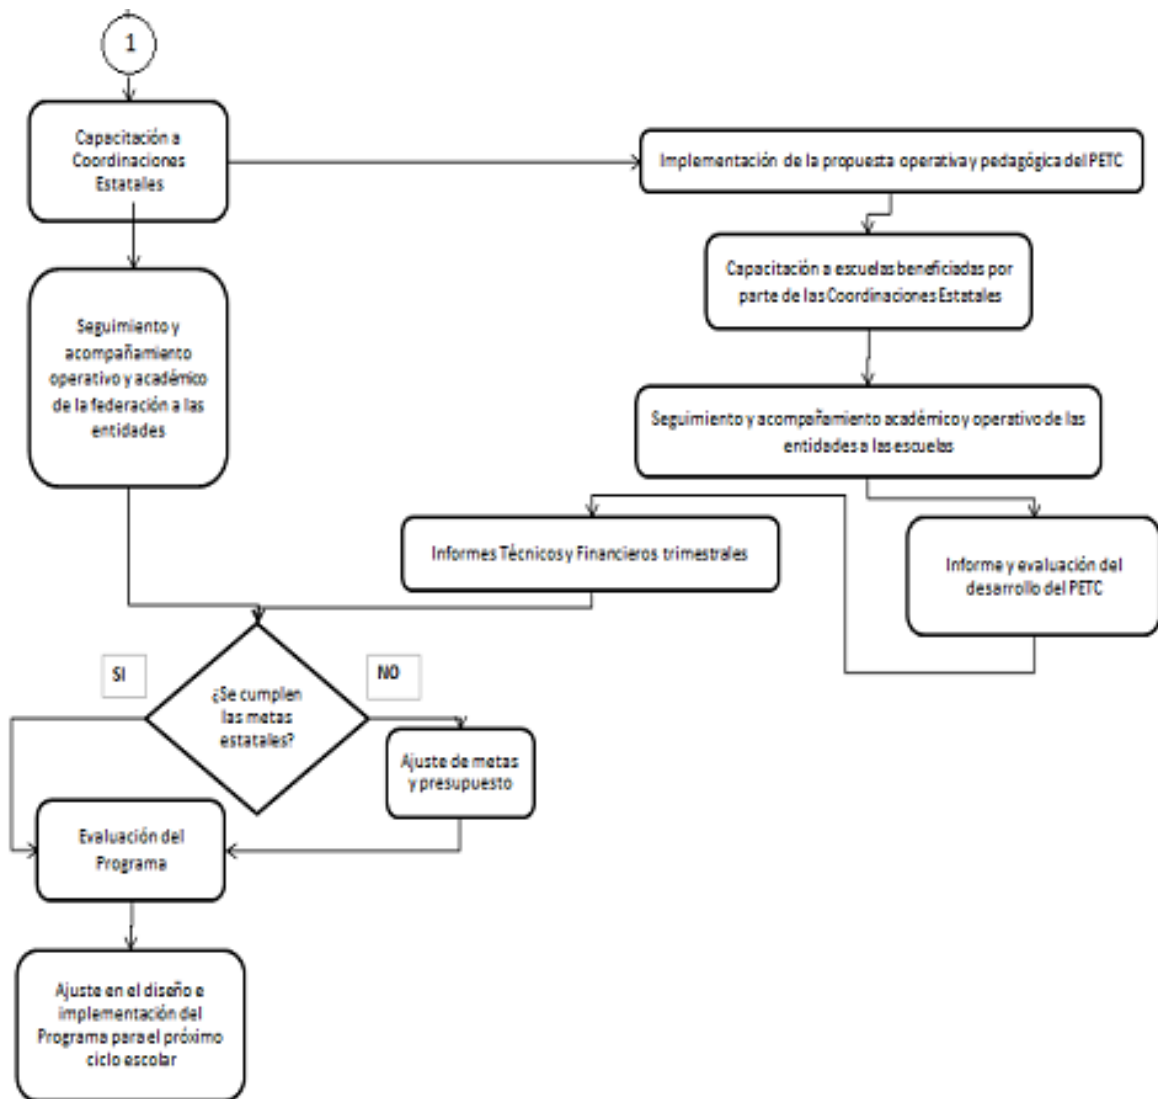 1
Capacitación a
Coordinaciones
Estatales
Implementación de la propuesta operativa y pedagógica del PETC
Capacitación a escuelas beneficiadas por
parte de las Coordinaciones Estatales
Seguimiento y
acompañamiento
operativo y académico
de la federación a las
entidades
Seguimiento y acompañamiento académico y operativo de las
entidades a las escuelas
Informes Técnicos y Financieros trimestrales
Informe y evaluación del
desarrollo del PETC
SI
NO
¿Se cumplen
las metas
estatales?
Ajuste de metas
y presupuesto
Evaluación del
Programa
Ajuste en el diseño e
implementación del
Programa para el próximo
ciclo escolar